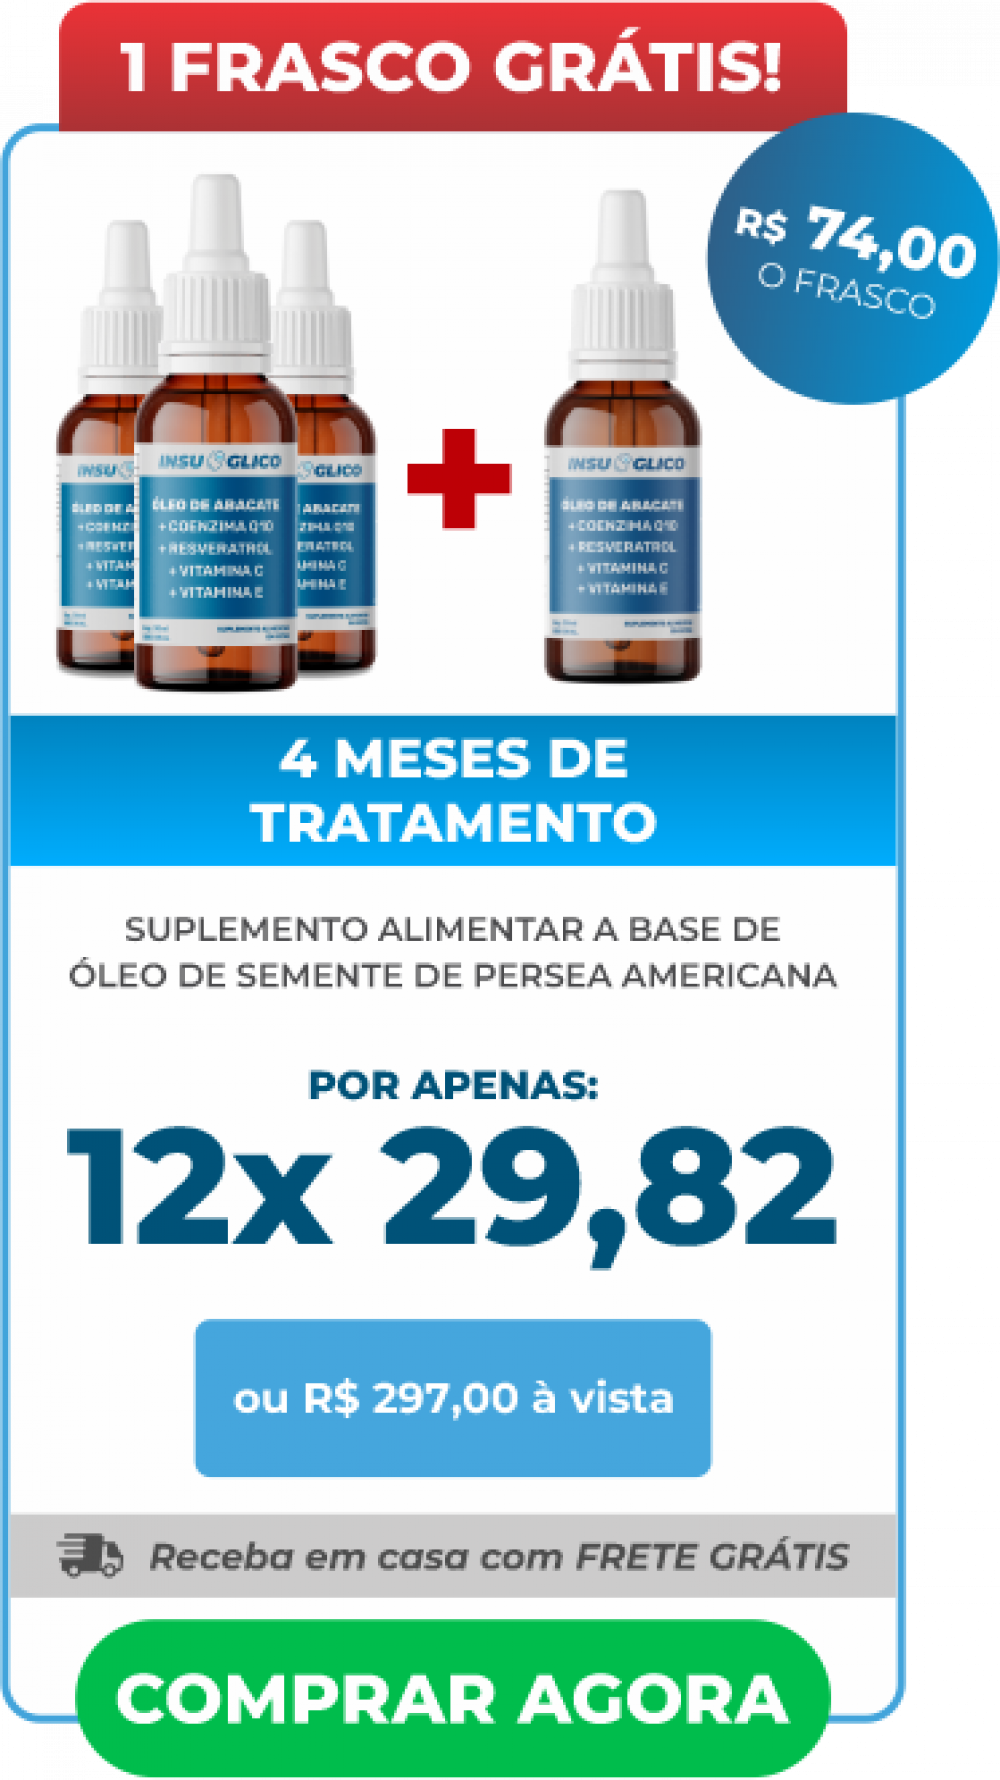 1 FRASCO GRÁTIS!
R$ 74,00
O FRASCO
INSU GLICO
ÓLEO DE ABACATE
+ COENZIMA Q10
+ RESVERATROL
+ VITAMINA C
+ VITAMINA E
SUPLEMENTO ALIMENTAR
INSU GLICO
ÓLEO DE ABACATE
+ COENZIMA Q10
+ RESVERATROL
+ VITAMINA C
+ VITAMINA E
4 MESES DE
TRATAMENTO
SUPLEMENTO ALIMENTAR A BASE DE
ÓLEO DE SEMENTE DE PERSEA AMERICANA
POR APENAS:
12x 29,82
ou R$ 297,00 à vista
Receba em casa com FRETE GRÁTIS
COMPRAR AGORA